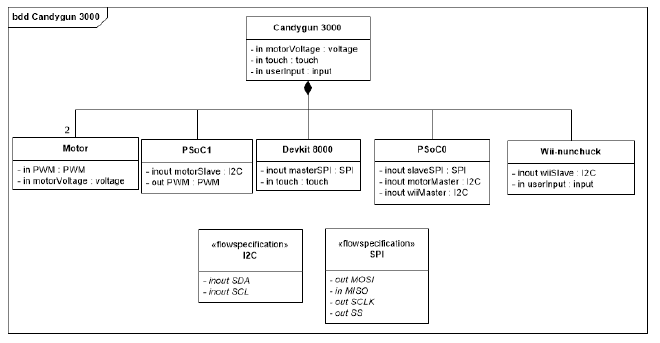 bdd Candygun 3000
Candygun 3000
- in motorVoltage : voltage
- in touch : touch
- in userInput : input
2
Motor
- in PWM : PWM
- in motorVoltage : voltage
PSoC1
- inout motorSlave : I2C
- out PWM : PWM
Devkit 8000
- inout masterSPI : SPI
- in touch : touch
PSoC0
- inout slaveSPI : SPI
- inout motorMaster : I2C
- inout wiiMaster : I2C
Wii-nunchuck
- inout wiiSlave : I2C
- in userInput : input
«flowspecification»
I2C
- inout SDA
- inout SCL
«flowspecification»
SPI
- out MOSI
- in MISO
- out SCLK
- out SS